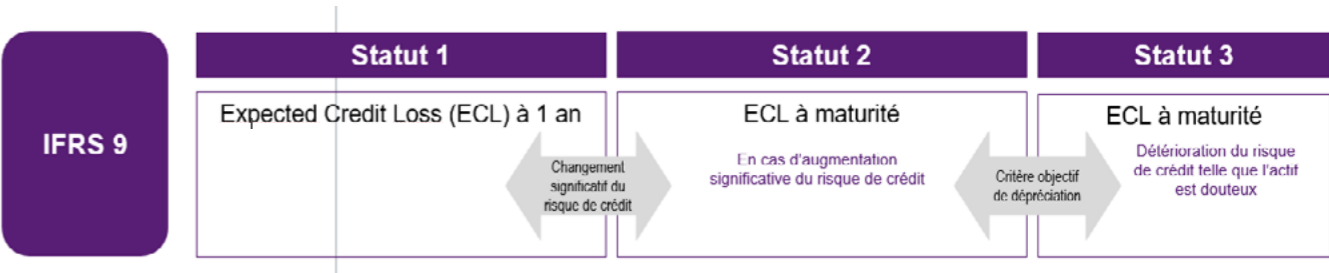 IFRS 9
Statut 1
Expected Credit Loss (ECL) à 1 an
Changement
significatif du
risque de crédit
Statut 2
ECL à maturité
En cas d'augmentation
significative du risque de crédit
Critère objectif
de dépréciation
Statut 3
ECL à maturité
Détérioration du risque
de crédit telle que l'actif
est douteux